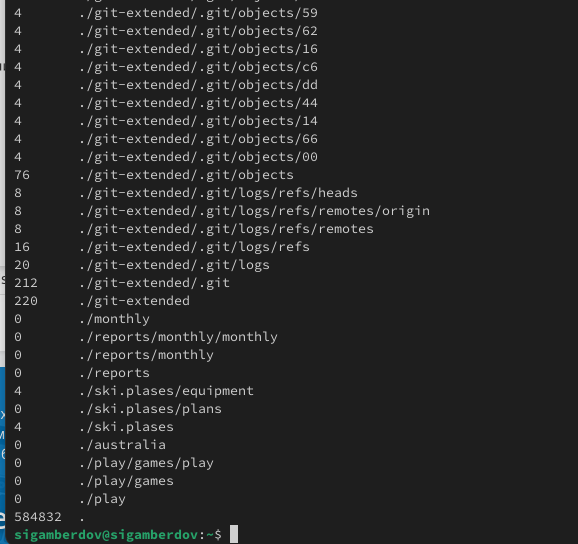 4 ./git-extended/.git/objects/59
4 ./git-extended/.git/objects/62
4 ./git-extended/.git/objects/16
4 ./git-extended/.git/objects/c6
4 ./git-extended/.git/objects/dd
4 ./git-extended/.git/objects/44
4 ./git-extended/.git/objects/14
4 ./git-extended/.git/objects/66
4 ./git-extended/.git/objects/00
76 ./git-extended/.git/objects
8 ./git-extended/.git/logs/refs/heads
8 ./git-extended/.git/logs/refs/remotes/origin
8 ./git-extended/.git/logs/refs/remotes
16 ./git-extended/.git/logs/refs
20 ./git-extended/.git/logs
212 ./git-extended/.git
220 ./git-extended
0 ./monthly
0 ./reports/monthly/monthly
0 ./reports/monthly
0 ./reports
4 ./ski.plases/equipment
0 ./ski.plases/plans
4 ./ski.plases
0 ./australia
0 ./play/games/play
0 ./play/games
0 ./play
584832 .
sigamberdov@sigamberdov:~$